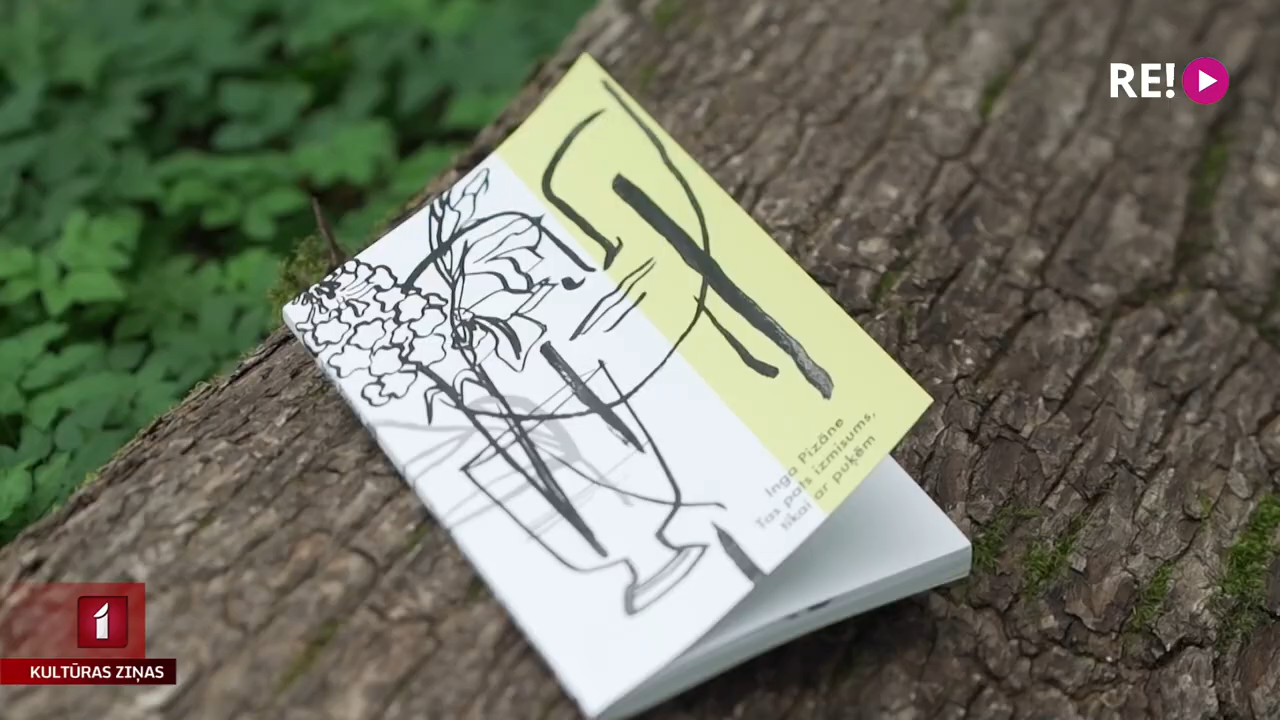 RE!
Inga Pizāne
Tas pats izmisums,
tikai ar puķēm
1
KULTŪRAS ZIŅAS